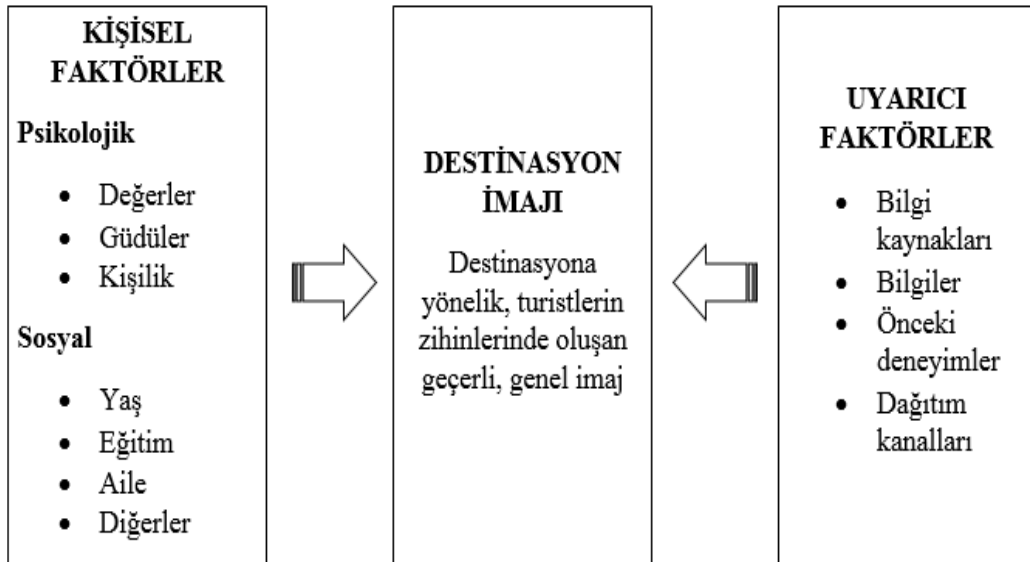 KİŞİSEL
FAKTÖRLER
Psikolojik
• Değerler
• Güdüler
• Kişilik
Sosyal
• Yaş
• Eğitim
• Aile
• Diğerler
DESTİNASYON
İMAJI
Destinasyona
yönelik, turistlerin
zihinlerinde oluşan
geçerli, genel imaj
UYARICI
FAKTÖRLER
• Bilgi
kaynakları
• Bilgiler
• Önceki
deneyimler
• Dağıtım
kanalları